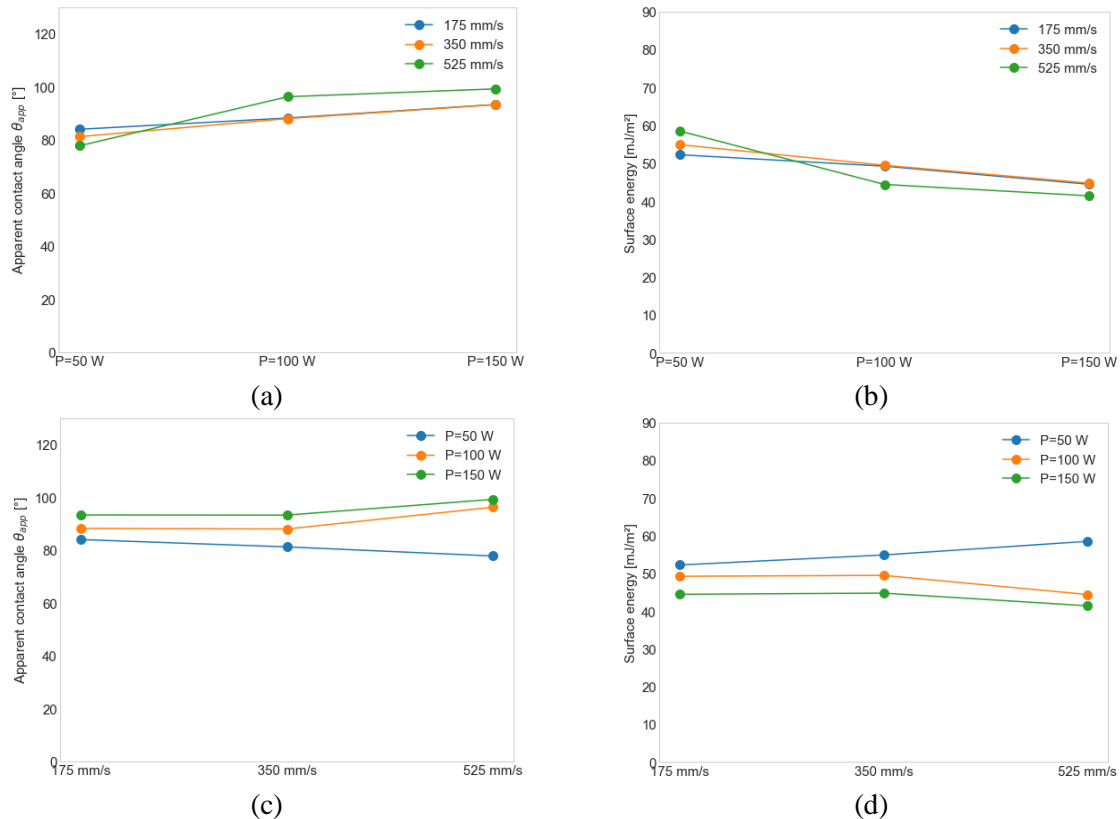 120
100
80
60
40
20
0
Apparent contact angle θapp [°]
175 mm/s
350 mm/s
525 mm/s
P=50 W
P=100 W
P=150 W
(a)
90
80
70
60
50
40
30
20
10
0
Surface energy [mJ/m²]
175 mm/s
350 mm/s
525 mm/s
P=50 W
P=100 W
P=150 W
(b)
120
100
80
60
40
20
0
Apparent contact angle θapp [°]
P=50 W
P=100 W
P=150 W
175 mm/s
350 mm/s
525 mm/s
(c)
90
80
70
60
50
40
30
20
10
0
Surface energy [mJ/m²]
P=50 W
P=100 W
P=150 W
175 mm/s
350 mm/s
525 mm/s
(d)